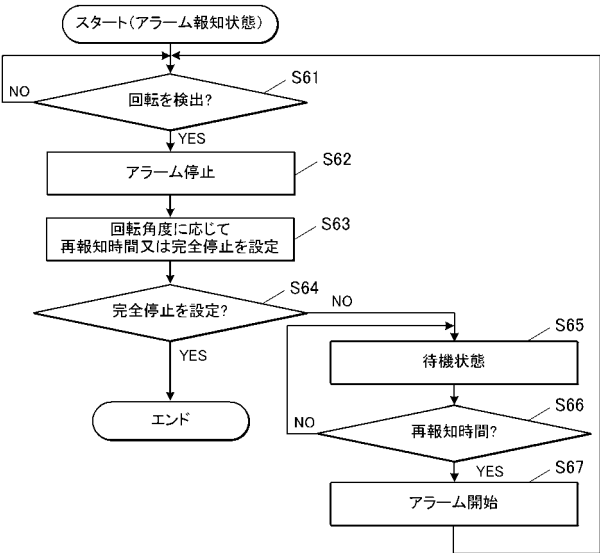 スタート(アラーム報知状態)
S61
回転を検出?
NO
YES
S62
アラーム停止
S63
回転角度に応じて
再報知時間又は完全停止を設定
S64
完全停止を設定?
NO
YES
エンド
S65
待機状態
S66
再報知時間?
NO
YES
S67
アラーム開始